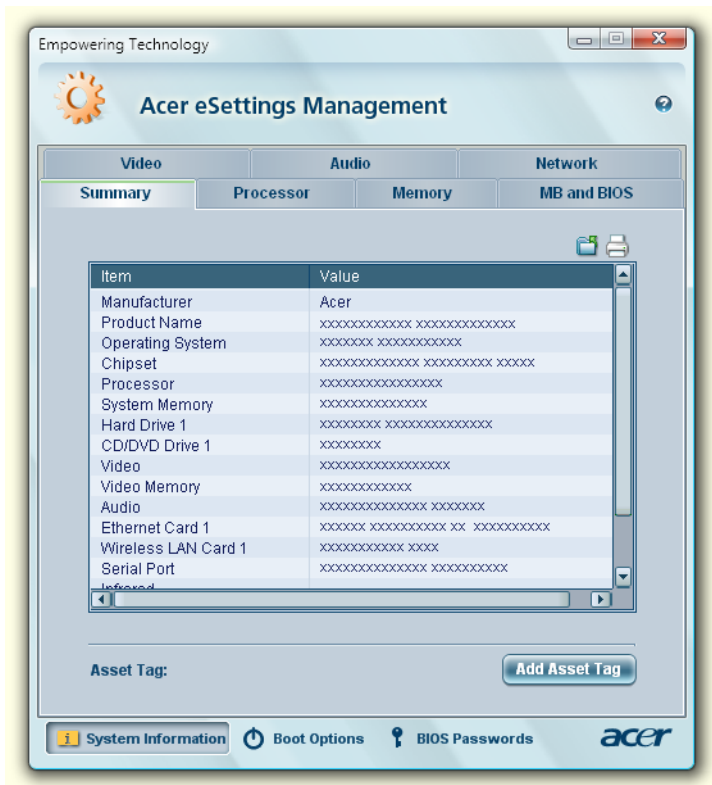 Empowering Technology
Acer eSettings Management
Video Audio Network
Summary Processor Memory MB and BIOS
Item Value
Manufacturer Acer
Product Name xxxxxxxxxxxx xxxxxxxxxxxxx
Operating System xxxxxxx xxxxxxxxxxx
Chipset xxxxxxxxxxxxx xxxxxxxxx xxxxx
Processor xxxxxxxxxxxxxxxx
System Memory xxxxxxxxxxxxxx
Hard Drive 1 xxxxxxxx xxxxxxxxxxxxxx
CD/DVD Drive 1 xxxxxxxx
Video xxxxxxxxxxxxxxxxx
Video Memory xxxxxxxxxxxx
Audio xxxxxxxxxxxxxx xxxxxxx
Ethernet Card 1 xxxxxx xxxxxxxxxx xx xxxxxxxxxx
Wireless LAN Card 1 xxxxxxxxxxx xxxx
Serial Port xxxxxxxxxxxxxx xxxxxxxxxx
Infrared
Asset Tag: Add Asset Tag
System Information Boot Options BIOS Passwords acer